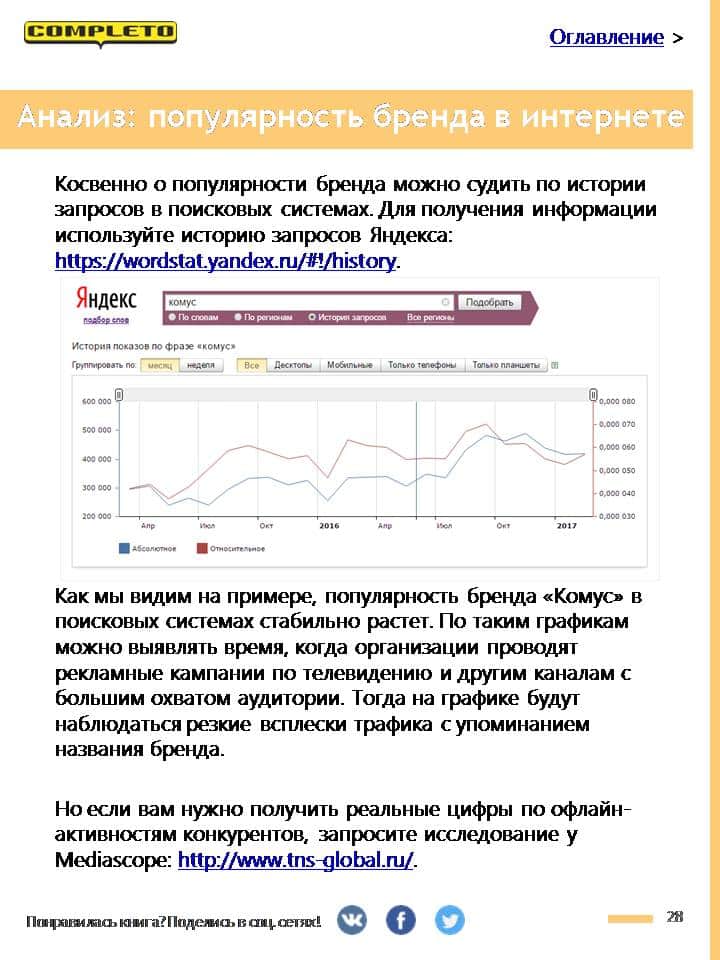 COMPLETO
Оглавление >
Анализ: популярность бренда в интернете
Косвенно о популярности бренда можно судить по истории
запросов в поисковых системах. Для получения информации
используйте историю запросов Яндекса:
https://wordstat.yandex.ru/#!/history.
Яндекс
подбор слов
комус
Подобрать
По словам По регионам История запросов Все регионы
История показов по фразе «комус»
Группировать по: месяц неделя Все Десктопы Мобильные Только телефоны Только планшеты
600 000 0,000 080
500 000 0,000 070
400 000 0,000 060
0,000 050
300 000 0,000 040
200 000 0,000 030
Апр Июл Окт 2016 Апр Июл Окт 2017
Абсолютное Относительное
Как мы видим на примере, популярность бренда «Комус» в
поисковых системах стабильно растет. По таким графикам
можно выявлять время, когда организации проводят
рекламные кампании по телевидению и другим каналам с
большим охватом аудитории. Тогда на графике будут
наблюдаться резкие всплески трафика с упоминанием
названия бренда.
Но если вам нужно получить реальные цифры по офлайн-
активностям конкурентов, запросите исследование у
Mediascope: http://www.tns-global.ru/.
Понравилась книга? Поделись в соц. сетях!
28